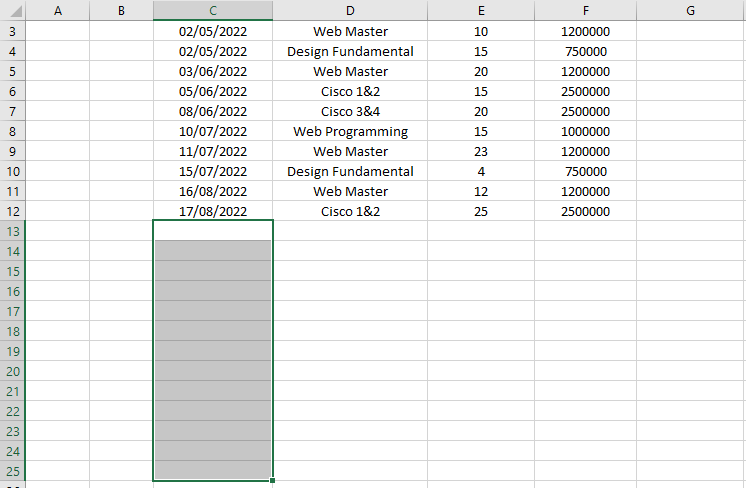 A B C D E F G
3 02/05/2022 Web Master 10 1200000
4 02/05/2022 Design Fundamental 15 750000
5 03/06/2022 Web Master 20 1200000
6 05/06/2022 Cisco 1&2 15 2500000
7 08/06/2022 Cisco 3&4 20 2500000
8 10/07/2022 Web Programming 15 1000000
9 11/07/2022 Web Master 23 1200000
10 15/07/2022 Design Fundamental 4 750000
11 16/08/2022 Web Master 12 1200000
12 17/08/2022 Cisco 1&2 25 2500000
13
14
15
16
17
18
19
20
21
22
23
24
25